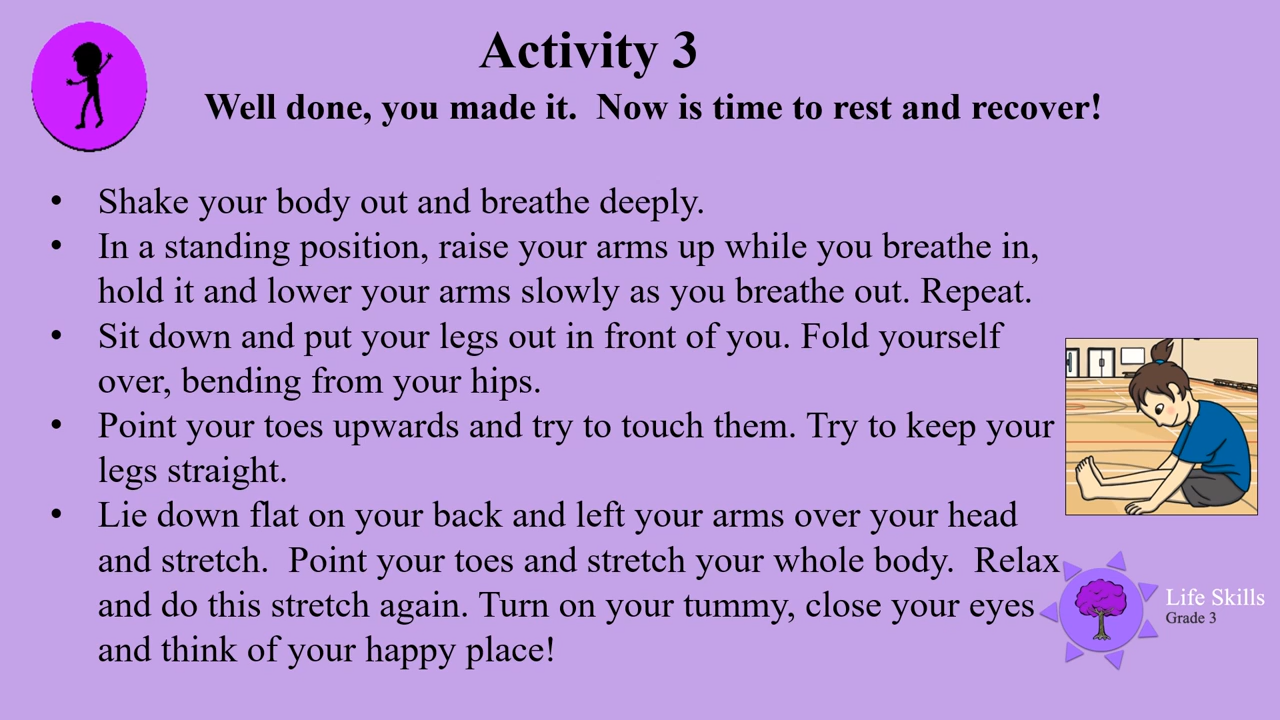 Activity 3
Well done, you made it.  Now is time to rest and recover!
• Shake your body out and breathe deeply.
• In a standing position, raise your arms up while you breathe in,
hold it and lower your arms slowly as you breathe out. Repeat.
• Sit down and put your legs out in front of you. Fold yourself
over, bending from your hips.
• Point your toes upwards and try to touch them. Try to keep your
legs straight.
• Lie down flat on your back and left your arms over your head
and stretch.  Point your toes and stretch your whole body.  Relax
and do this stretch again. Turn on your tummy, close your eyes
and think of your happy place!
Life Skills
Grade 3